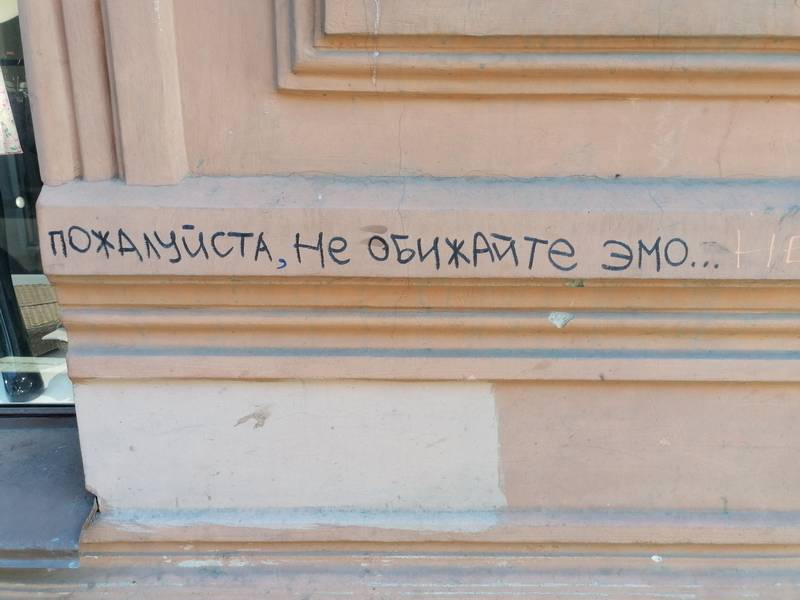 пожалуйста, не обижайте эмо...